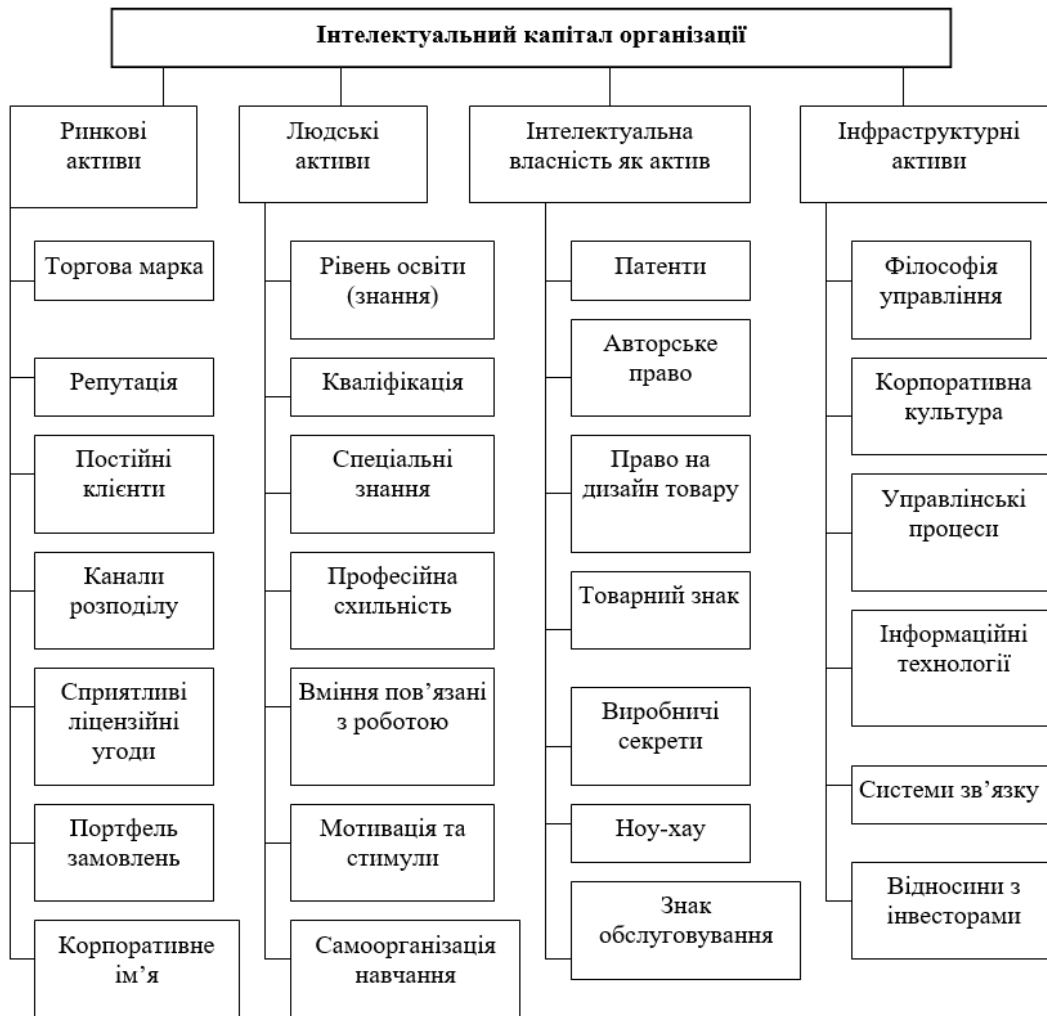 Інтелектуальний капітал організації
Ринкові
активи
Людські
активи
Інтелектуальна
власність як актив
Інфраструктурні
активи
Торгова марка
Репутація
Постійні
клієнти
Канали
розподілу
Сприятливі
ліцензійні
угоди
Портфель
замовлень
Корпоративне
ім’я
Рівень освіти
(знання)
Кваліфікація
Спеціальні
знання
Професійна
схильність
Вміння пов’язані
з роботою
Мотивація та
стимули
Самоорганізація
навчання
Патенти
Авторське
право
Право на
дизайн товару
Товарний знак
Виробничі
секрети
Ноу-хау
Знак
обслуговування
Філософія
управління
Корпоративна
культура
Управлінські
процеси
Інформаційні
технології
Системи зв’язку
Відносини з
інвесторами